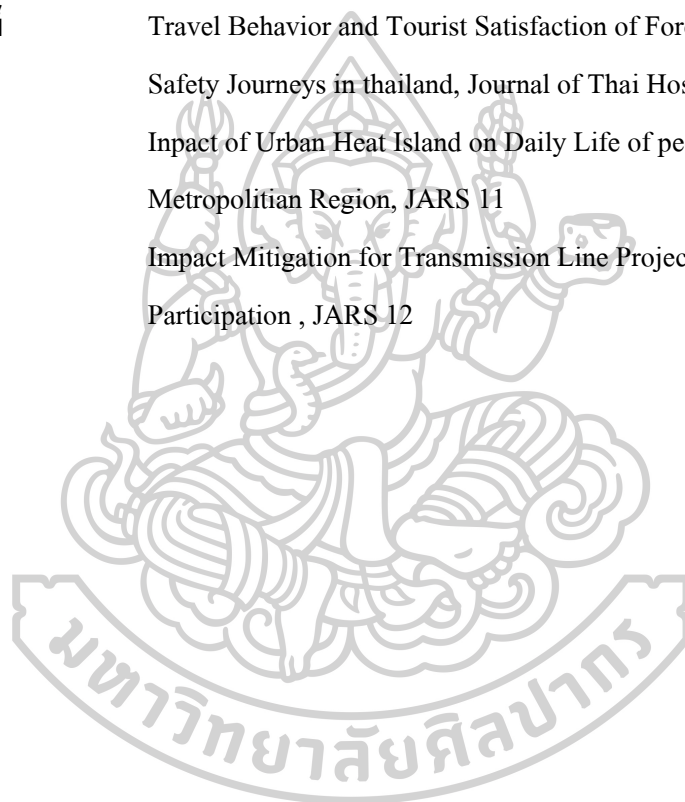 Travel Behavior and Tourist Satisfaction of For
Safety Journeys in thailand, Journal of Thai Hos
Inpact of Urban Heat Island on Daily Life of pe
Metropolitian Region, JARS 11
Impact Mitigation for Transmission Line Projec
Participation , JARS 12
มหาวิทยาลัยศิลปากร